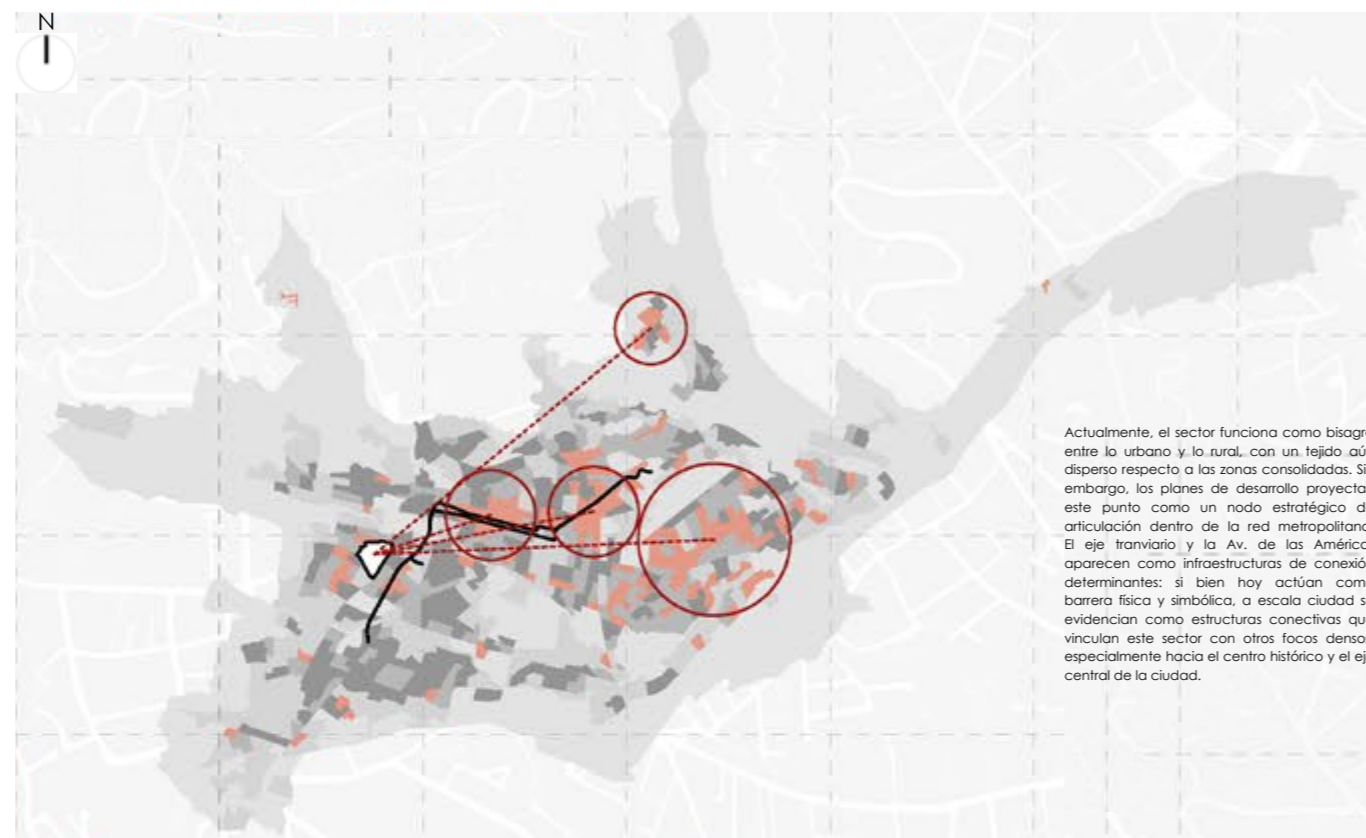 N
Actualmente, el sector funciona como bisagr
entre lo urbano y lo rural, con un tejido aú
disperso respecto a las zonas consolidadas. Si
embargo, los planes de desarrollo proyecta
este punto como un nodo estratégico d
articulación dentro de la red metropolitana
El eje tranviario y la Av. de las América
aparecen como infraestructuras de conexió
determinantes: si bien hoy actúan com
barrera física y simbólica, a escala ciudad s
evidencian como estructuras conectivas qu
vinculan este sector con otros focos denso
especialmente hacia el centro histórico y el ej
central de la ciudad.